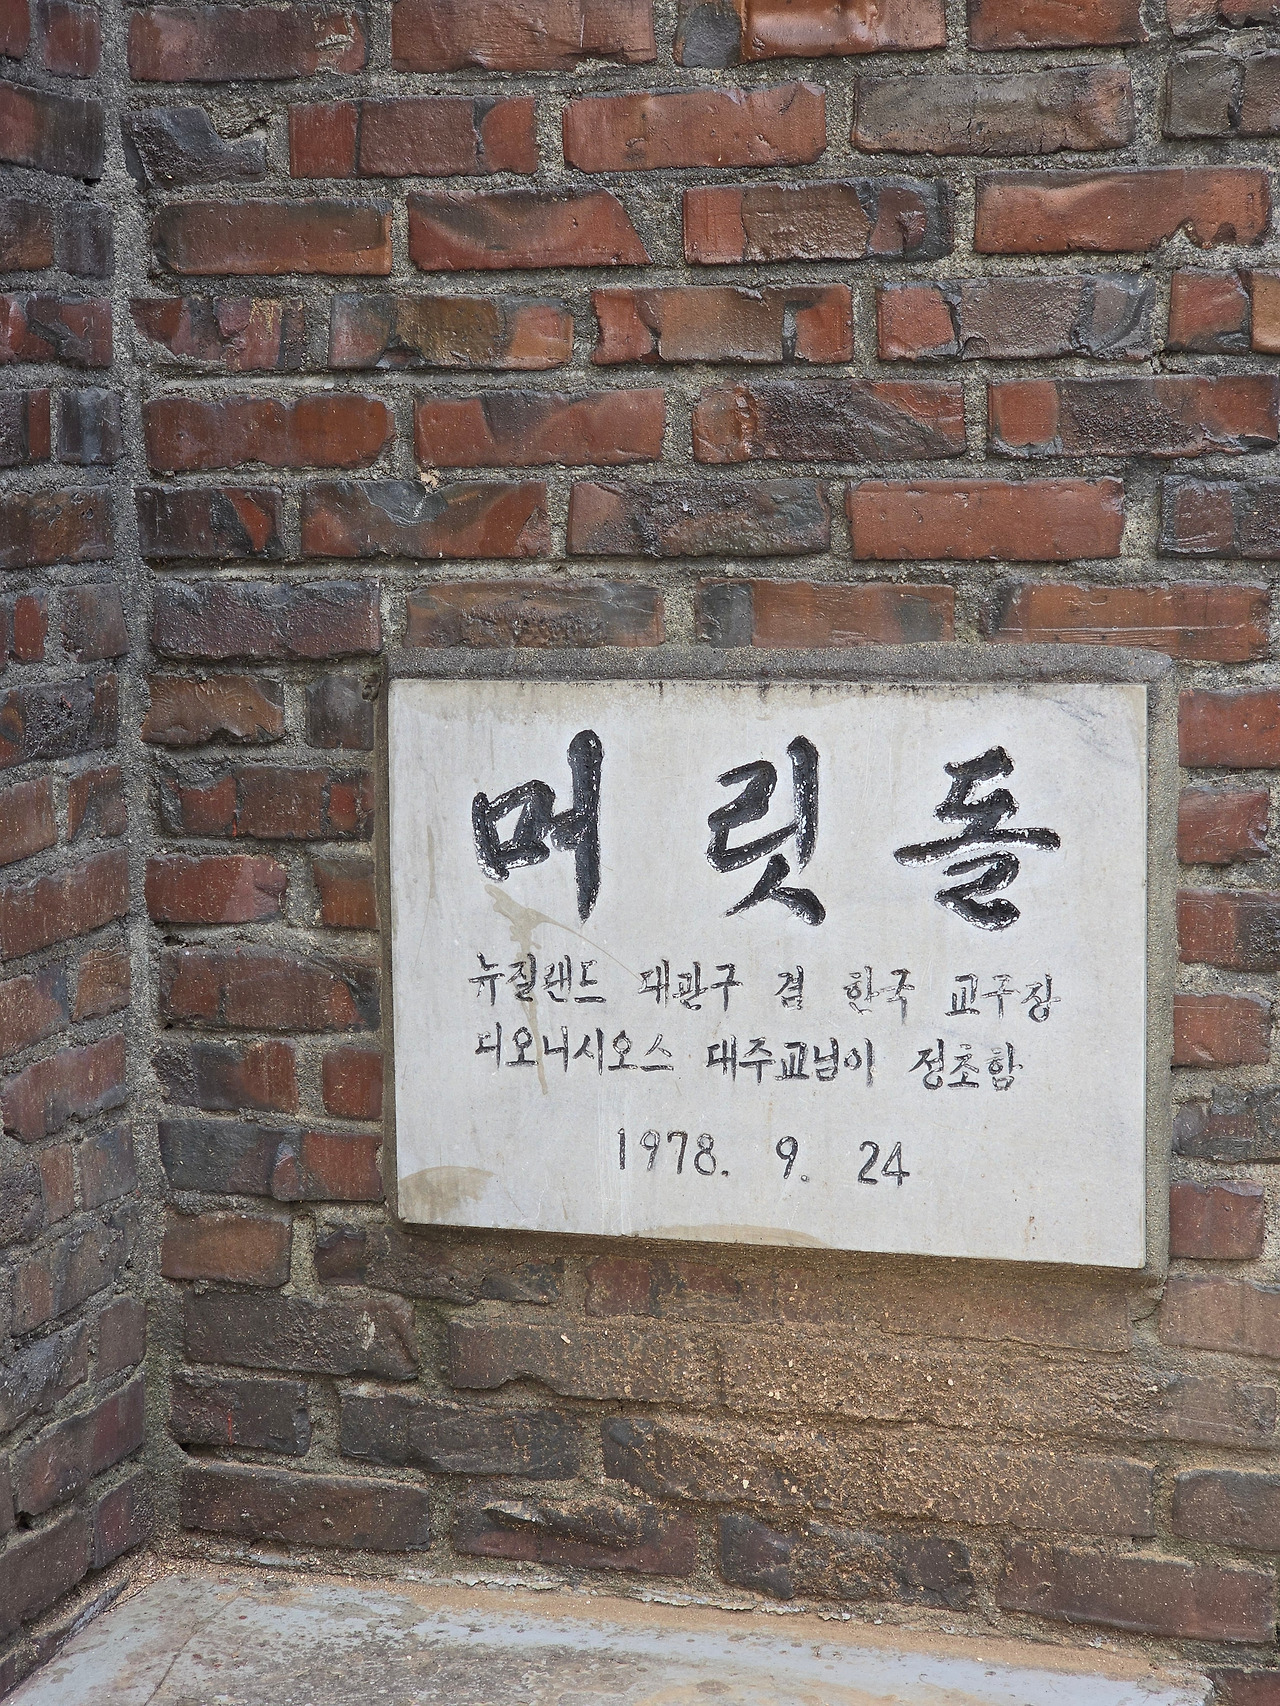 머릿돌
뉴질랜드 대관구 겸 한국 교구장
디오니시오스 대주교님이 정초함
1978. 9. 24